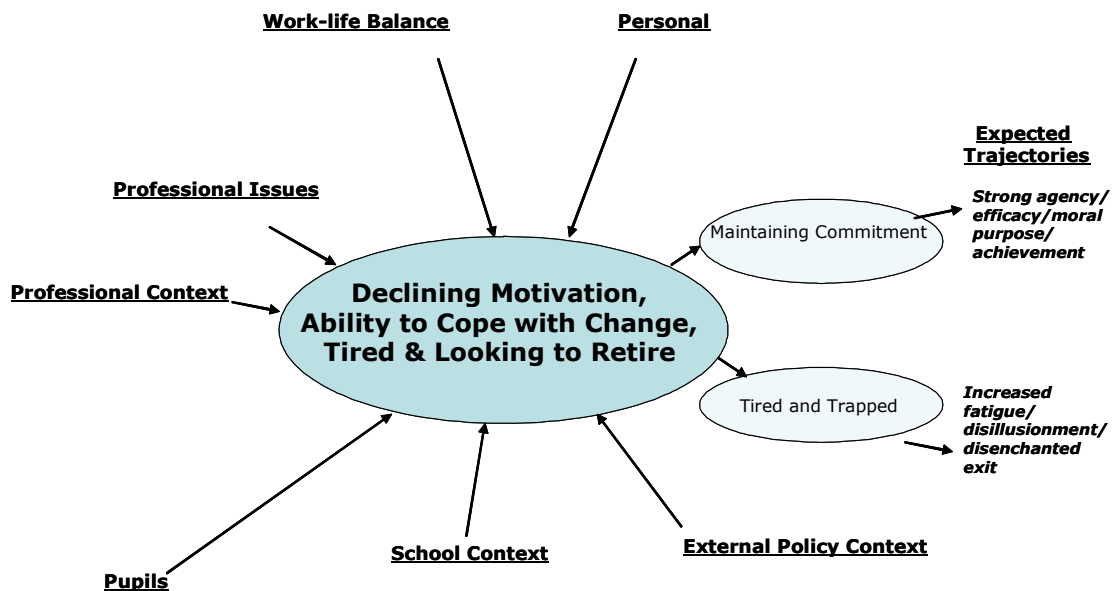 Work-life Balance
Personal
Expected
Trajectories
Professional Issues
Strong agency/
efficacy/moral
purpose/
achievement
Maintaining Commitment
Professional Context
Declining Motivation,
Ability to Cope with Change,
Tired & Looking to Retire
Tired and Trapped
Increased
fatigue/
disillusionment/
disenchanted
exit
School Context
External Policy Context
Pupils